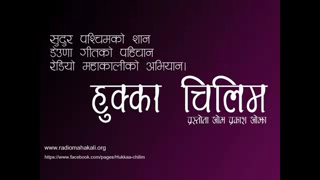 सुदुर पश्चिमको शान
डेउणा गीतको पहिचान
रेडियो महाकालीको अभियान।
हुक्का चिलिम
प्रस्तोता ओम प्रकाश ओझा
www.radiomahakali.org
https://www.facebook.com/pages/Hukkaa-chilim